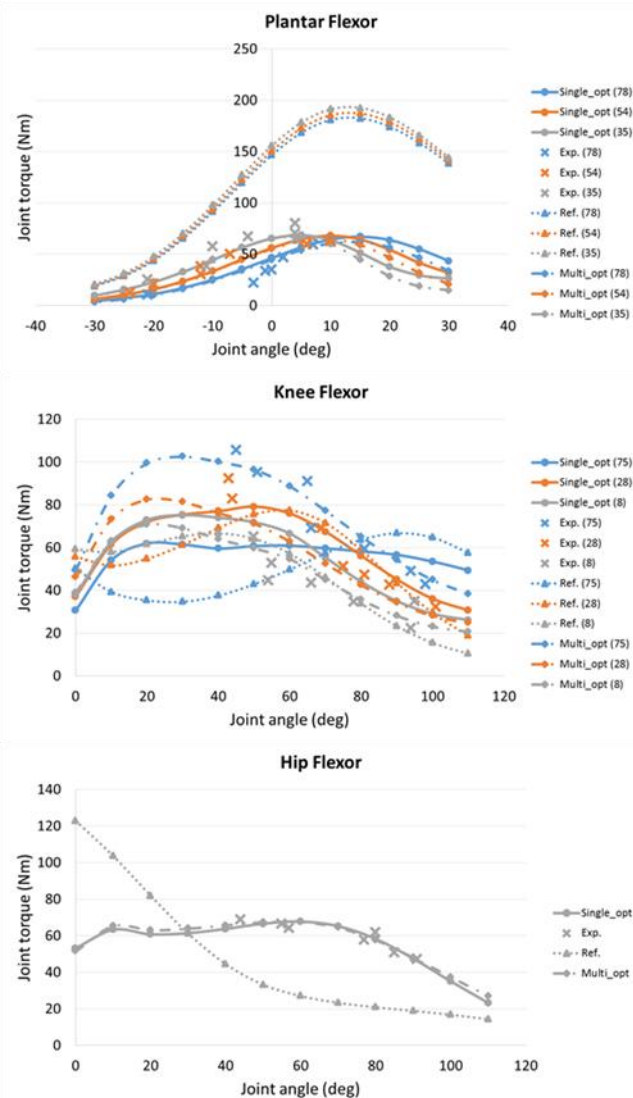 Plantar Flexor
250
200
150
100
50
0
-40 -30 -20 -10 0 10 20 30 40
Joint torque (Nm)
Joint angle (deg)
Single_opt (78)
Single_opt (54)
Single_opt (35)
Exp. (78)
Exp. (54)
Exp. (35)
Ref. (78)
Ref. (54)
Ref. (35)
Multi_opt (78)
Multi_opt (54)
Multi_opt (35)
Knee Flexor
120
100
80
60
40
20
0
0 20 40 60 80 100 120
Joint torque (Nm)
Joint angle (deg)
Single_opt (75)
Single_opt (28)
Single_opt (8)
Exp. (75)
Exp. (28)
Exp. (8)
Ref. (75)
Ref. (28)
Ref. (8)
Multi_opt (75)
Multi_opt (28)
Multi_opt (8)
Hip Flexor
140
120
100
80
60
40
20
0
0 20 40 60 80 100 120
Joint torque (Nm)
Joint angle (deg)
Single_opt
Exp.
Ref.
Multi_opt